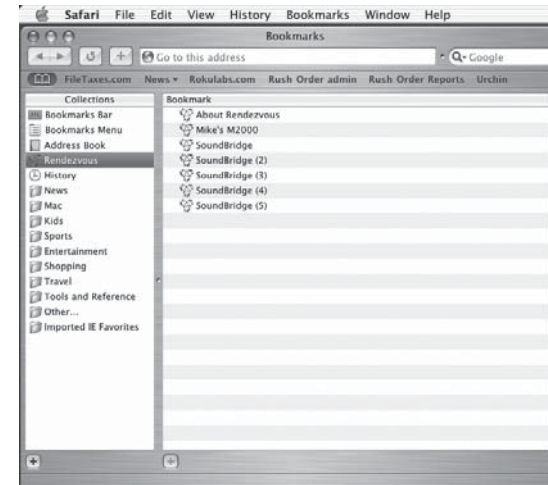 Safari File Edit View History Bookmarks Window Help
Bookmarks
Go to this address
Q- Google
FileTaxes.com News Rokulabs.com Rush Order admin Rush Order Reports Urchin
Collections
Bookmark
Bookmarks Bar
Bookmarks Menu
Address Book
Rendezvous
History
News
Mac
Kids
Sports
Entertainment
Shopping
Travel
Tools and Reference
Other...
Imported IE Favorites
About Rendezvous
Mike's M2000
SoundBridge
SoundBridge (2)
SoundBridge (3)
SoundBridge (4)
SoundBridge (5)